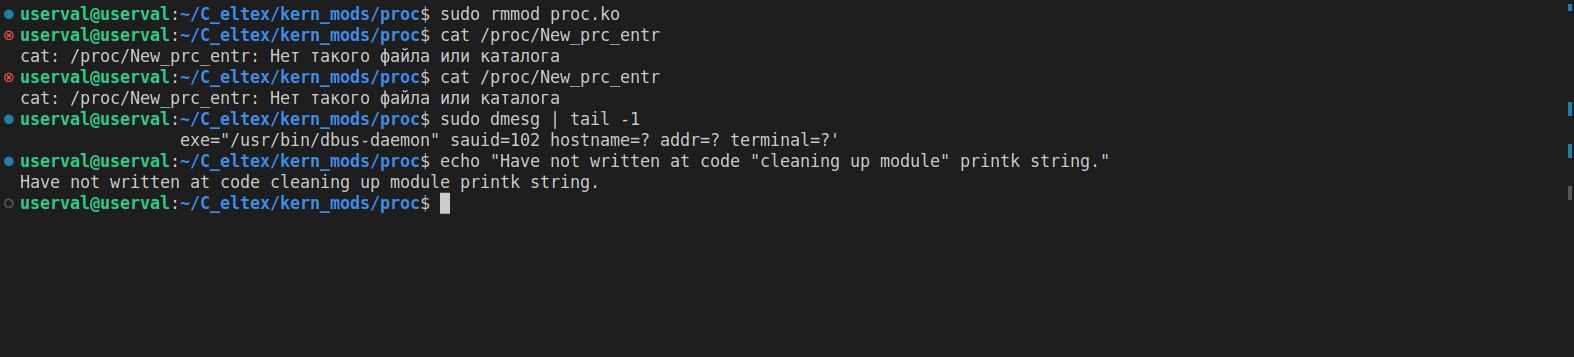 userval@userval:~/C_eltex/kern_mods/proc$ sudo rmmod proc.ko
userval@userval:~/C_eltex/kern_mods/proc$ cat /proc/New_prc_entr
cat: /proc/New_prc_entr: Нет такого файла или каталога
userval@userval:~/C_eltex/kern_mods/proc$ cat /proc/New_prc_entr
cat: /proc/New_prc_entr: Нет такого файла или каталога
userval@userval:~/C_eltex/kern_mods/proc$ sudo dmesg | tail -1
exe="/usr/bin/dbus-daemon" sauid=102 hostname=? addr=? terminal=?'
userval@userval:~/C_eltex/kern_mods/proc$ echo "Have not written at code "cleaning up module" printk string."
Have not written at code cleaning up module printk string.
userval@userval:~/C_eltex/kern_mods/proc$